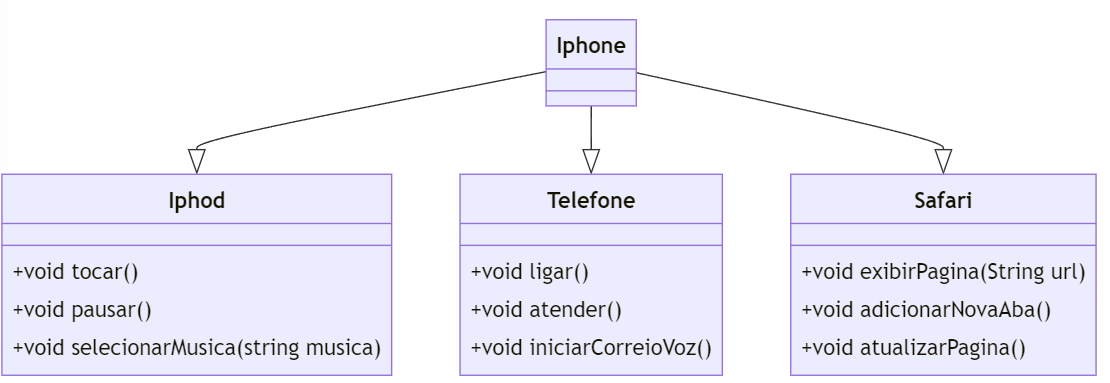 Iphone
Iphod
+void tocar()
+void pausar()
+void selecionarMusica(string musica)
Telefone
+void ligar()
+void atender()
+void iniciarCorreioVoz()
Safari
+void exibirPagina(String url)
+void adicionarNovaAba()
+void atualizarPagina()